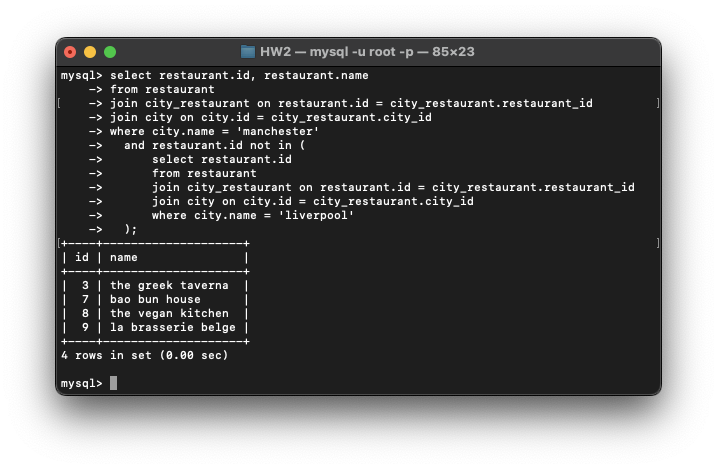 HW2 — mysql -u root -p — 85×23
mysql> select restaurant.id, restaurant.name
    -> from restaurant
[    -> join city_restaurant on restaurant.id = city_restaurant.restaurant_id ]
    -> join city on city.id = city_restaurant.city_id
    -> where city.name = 'manchester'
    ->   and restaurant.id not in (
    ->       select restaurant.id
    ->       from restaurant
    ->       join city_restaurant on restaurant.id = city_restaurant.restaurant_id
    ->       join city on city.id = city_restaurant.city_id
    ->       where city.name = 'liverpool'
    ->   );
[+----+--------------------+ ]
| id | name               |
+----+--------------------+
|  3 | the greek taverna  |
|  7 | bao bun house      |
|  8 | the vegan kitchen  |
|  9 | la brasserie belge |
+----+--------------------+
4 rows in set (0.00 sec)
mysql>